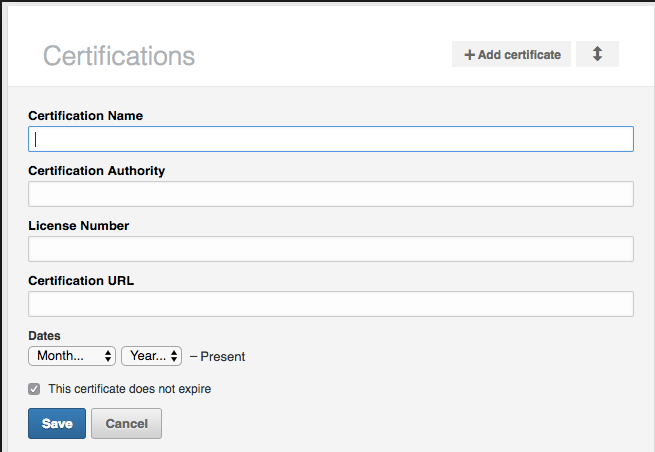 Certifications
+ Add certificate
Certification Name
Certification Authority
License Number
Certification URL
Dates
Month... Year... – Present
This certificate does not expire
Save Cancel